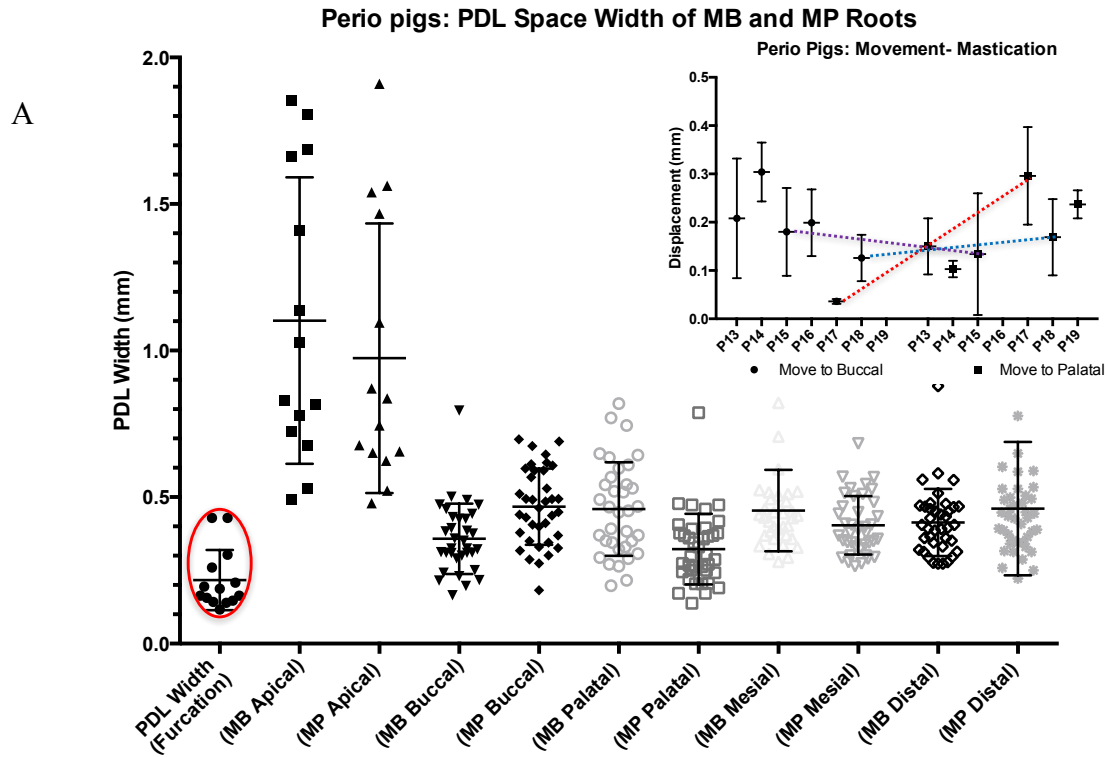 Perio pigs: PDL Space Width of MB and MP Roots
A
PDL Width (mm)
2.0
1.5
1.0
0.5
0.0
PDL Width
(Furcation)
(MB Apical)
(MP Apical)
(MB Buccal)
(MP Buccal)
(MB Palatal)
(MP Palatal)
(MB Mesial)
(MP Mesial)
(MB Distal)
(MP Distal)
Perio Pigs: Movement- Mastication
Displacement (mm)
0.5
0.4
0.3
0.2
0.1
0.0
P13 P14 P15 P16 P17 P18 P19 P13 P14 P15 P16 P17 P18 P19
Move to Buccal Move to Palatal